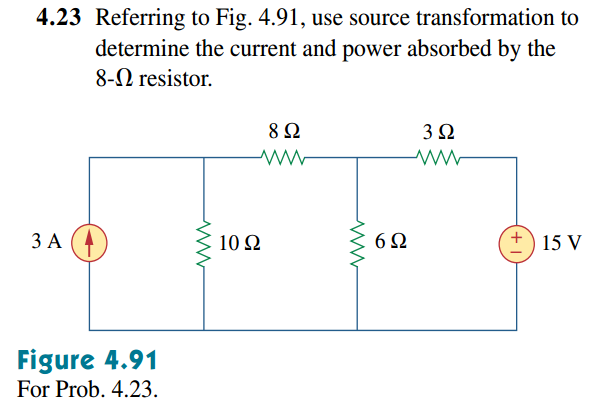 4.23 Referring to Fig. 4.91, use source transformation to
determine the current and power absorbed by the
8-Ω resistor.
8 Ω
3 Ω
3 A
10 Ω
6 Ω
+
−
15 V
Figure 4.91
For Prob. 4.23.